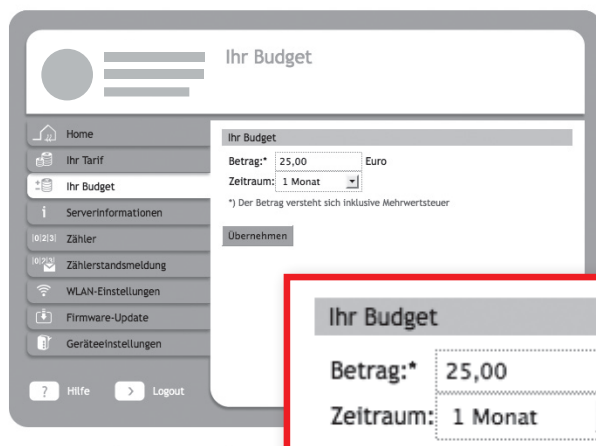 Ihr Budget
Home
Ihr Tarif
Ihr Budget
Serverinformationen
Zähler
Zählerstandsmeldung
WLAN-Einstellungen
Firmware-Update
Geräteeinstellungen
? Hilfe > Logout
Ihr Budget
Betrag:* 25,00 Euro
Zeitraum: 1 Monat
*) Der Betrag versteht sich inklusive Mehrwertsteuer
Übernehmen
Ihr Budget
Betrag:* 25,00
Zeitraum: 1 Monat